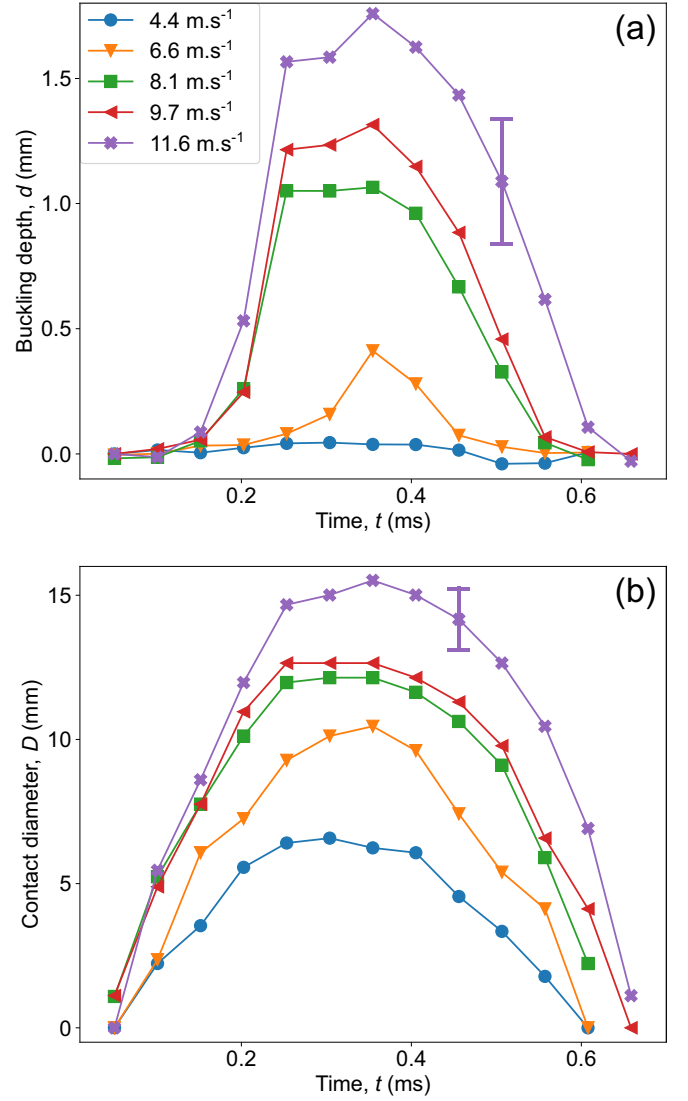 (a)
4.4 m.s⁻¹
6.6 m.s⁻¹
8.1 m.s⁻¹
9.7 m.s⁻¹
11.6 m.s⁻¹
1.5
1.0
0.5
0.0
Buckling depth, d (mm)
0.2 0.4 0.6
Time, t (ms)
(b)
15
10
5
0
Contact diameter, D (mm)
0.2 0.4 0.6
Time, t (ms)